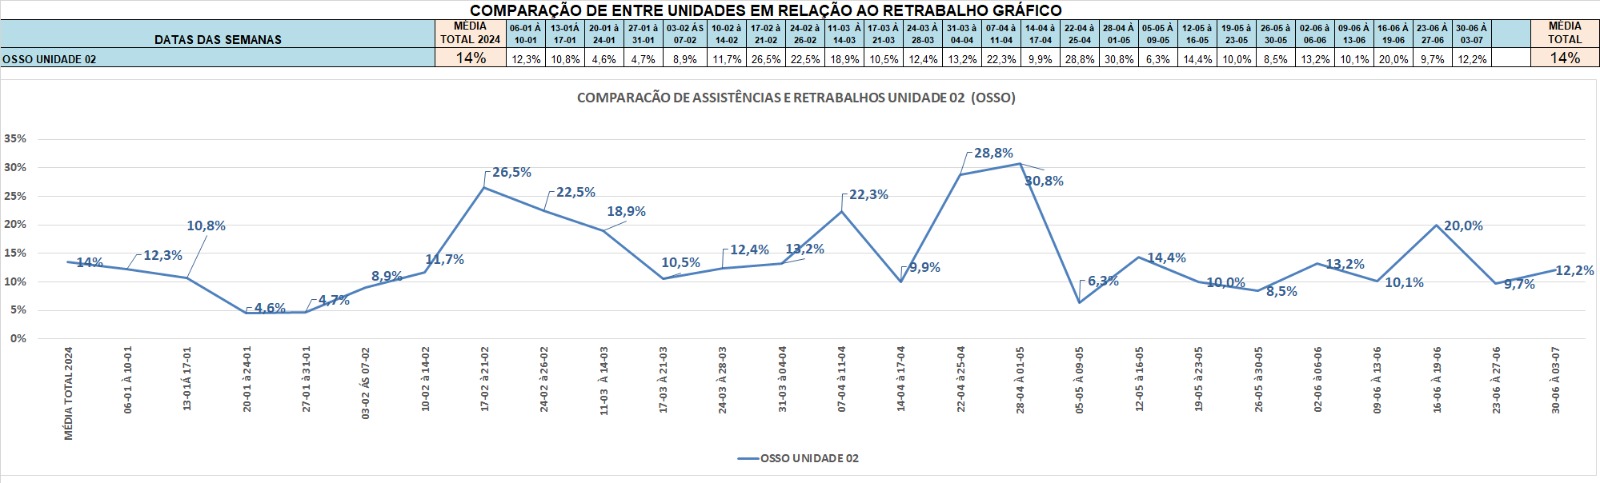 COMPARAÇÃO DE ENTRE UNIDADES EM RELAÇÃO AO RETRABALHO GRÁFICO
DATAS DAS SEMANAS MÉDIA TOTAL 2024 06-01 À 10-01 13-01À 17-01 20-01 à 24-01 27-01 à 31-01 03-02 ÁS 07-02 10-02 à 14-02 17-02 à 21-02 24-02 à 26-02 11-03 À 14-03 17-03 À 21-03 24-03 À 28-03 31-03 à 04-04 07-04 à 11-04 14-04 à 17-04 22-04 à 25-04 28-04 À 01-05 05-05 À 09-05 12-05 à 16-05 19-05 à 23-05 26-05 À 30-05 02-06 à 06-06 09-06 À 13-06 16-06 À 19-06 23-06 À 27-06 30-06 À 03-07 MÉDIA TOTAL
OSSO UNIDADE 02 14% 12,3% 10,8% 4,6% 4,7% 8,9% 11,7% 26,5% 22,5% 18,9% 10,5% 12,4% 13,2% 22,3% 9,9% 28,8% 30,8% 6,3% 14,4% 10,0% 8,5% 13,2% 10,1% 20,0% 9,7% 12,2% 14%
COMPARACÃO DE ASSISTÊNCIAS E RETRABALHOS UNIDADE 02 (OSSO)
35%
30%
25%
20%
15%
10%
5%
0%
14% 12,3% 10,8% 4,6% 4,7% 8,9% 11,7% 26,5% 22,5% 18,9% 10,5% 12,4% 13,2% 22,3% 9,9% 28,8% 30,8% 6,3% 14,4% 10,0% 8,5% 13,2% 10,1% 20,0% 9,7% 12,2%
MÉDIA TOTAL 2024
06-01 À 10-01
13-01À 17-01
20-01 à 24-01
27-01 à 31-01
03-02 ÁS 07-02
10-02 à 14-02
17-02 à 21-02
24-02 à 26-02
11-03 À 14-03
17-03 À 21-03
24-03 À 28-03
31-03 à 04-04
07-04 à 11-04
14-04 à 17-04
22-04 à 25-04
28-04 À 01-05
05-05 À 09-05
12-05 à 16-05
19-05 à 23-05
26-05 À 30-05
02-06 à 06-06
09-06 À 13-06
16-06 À 19-06
23-06 À 27-06
30-06 À 03-07
OSSO UNIDADE 02